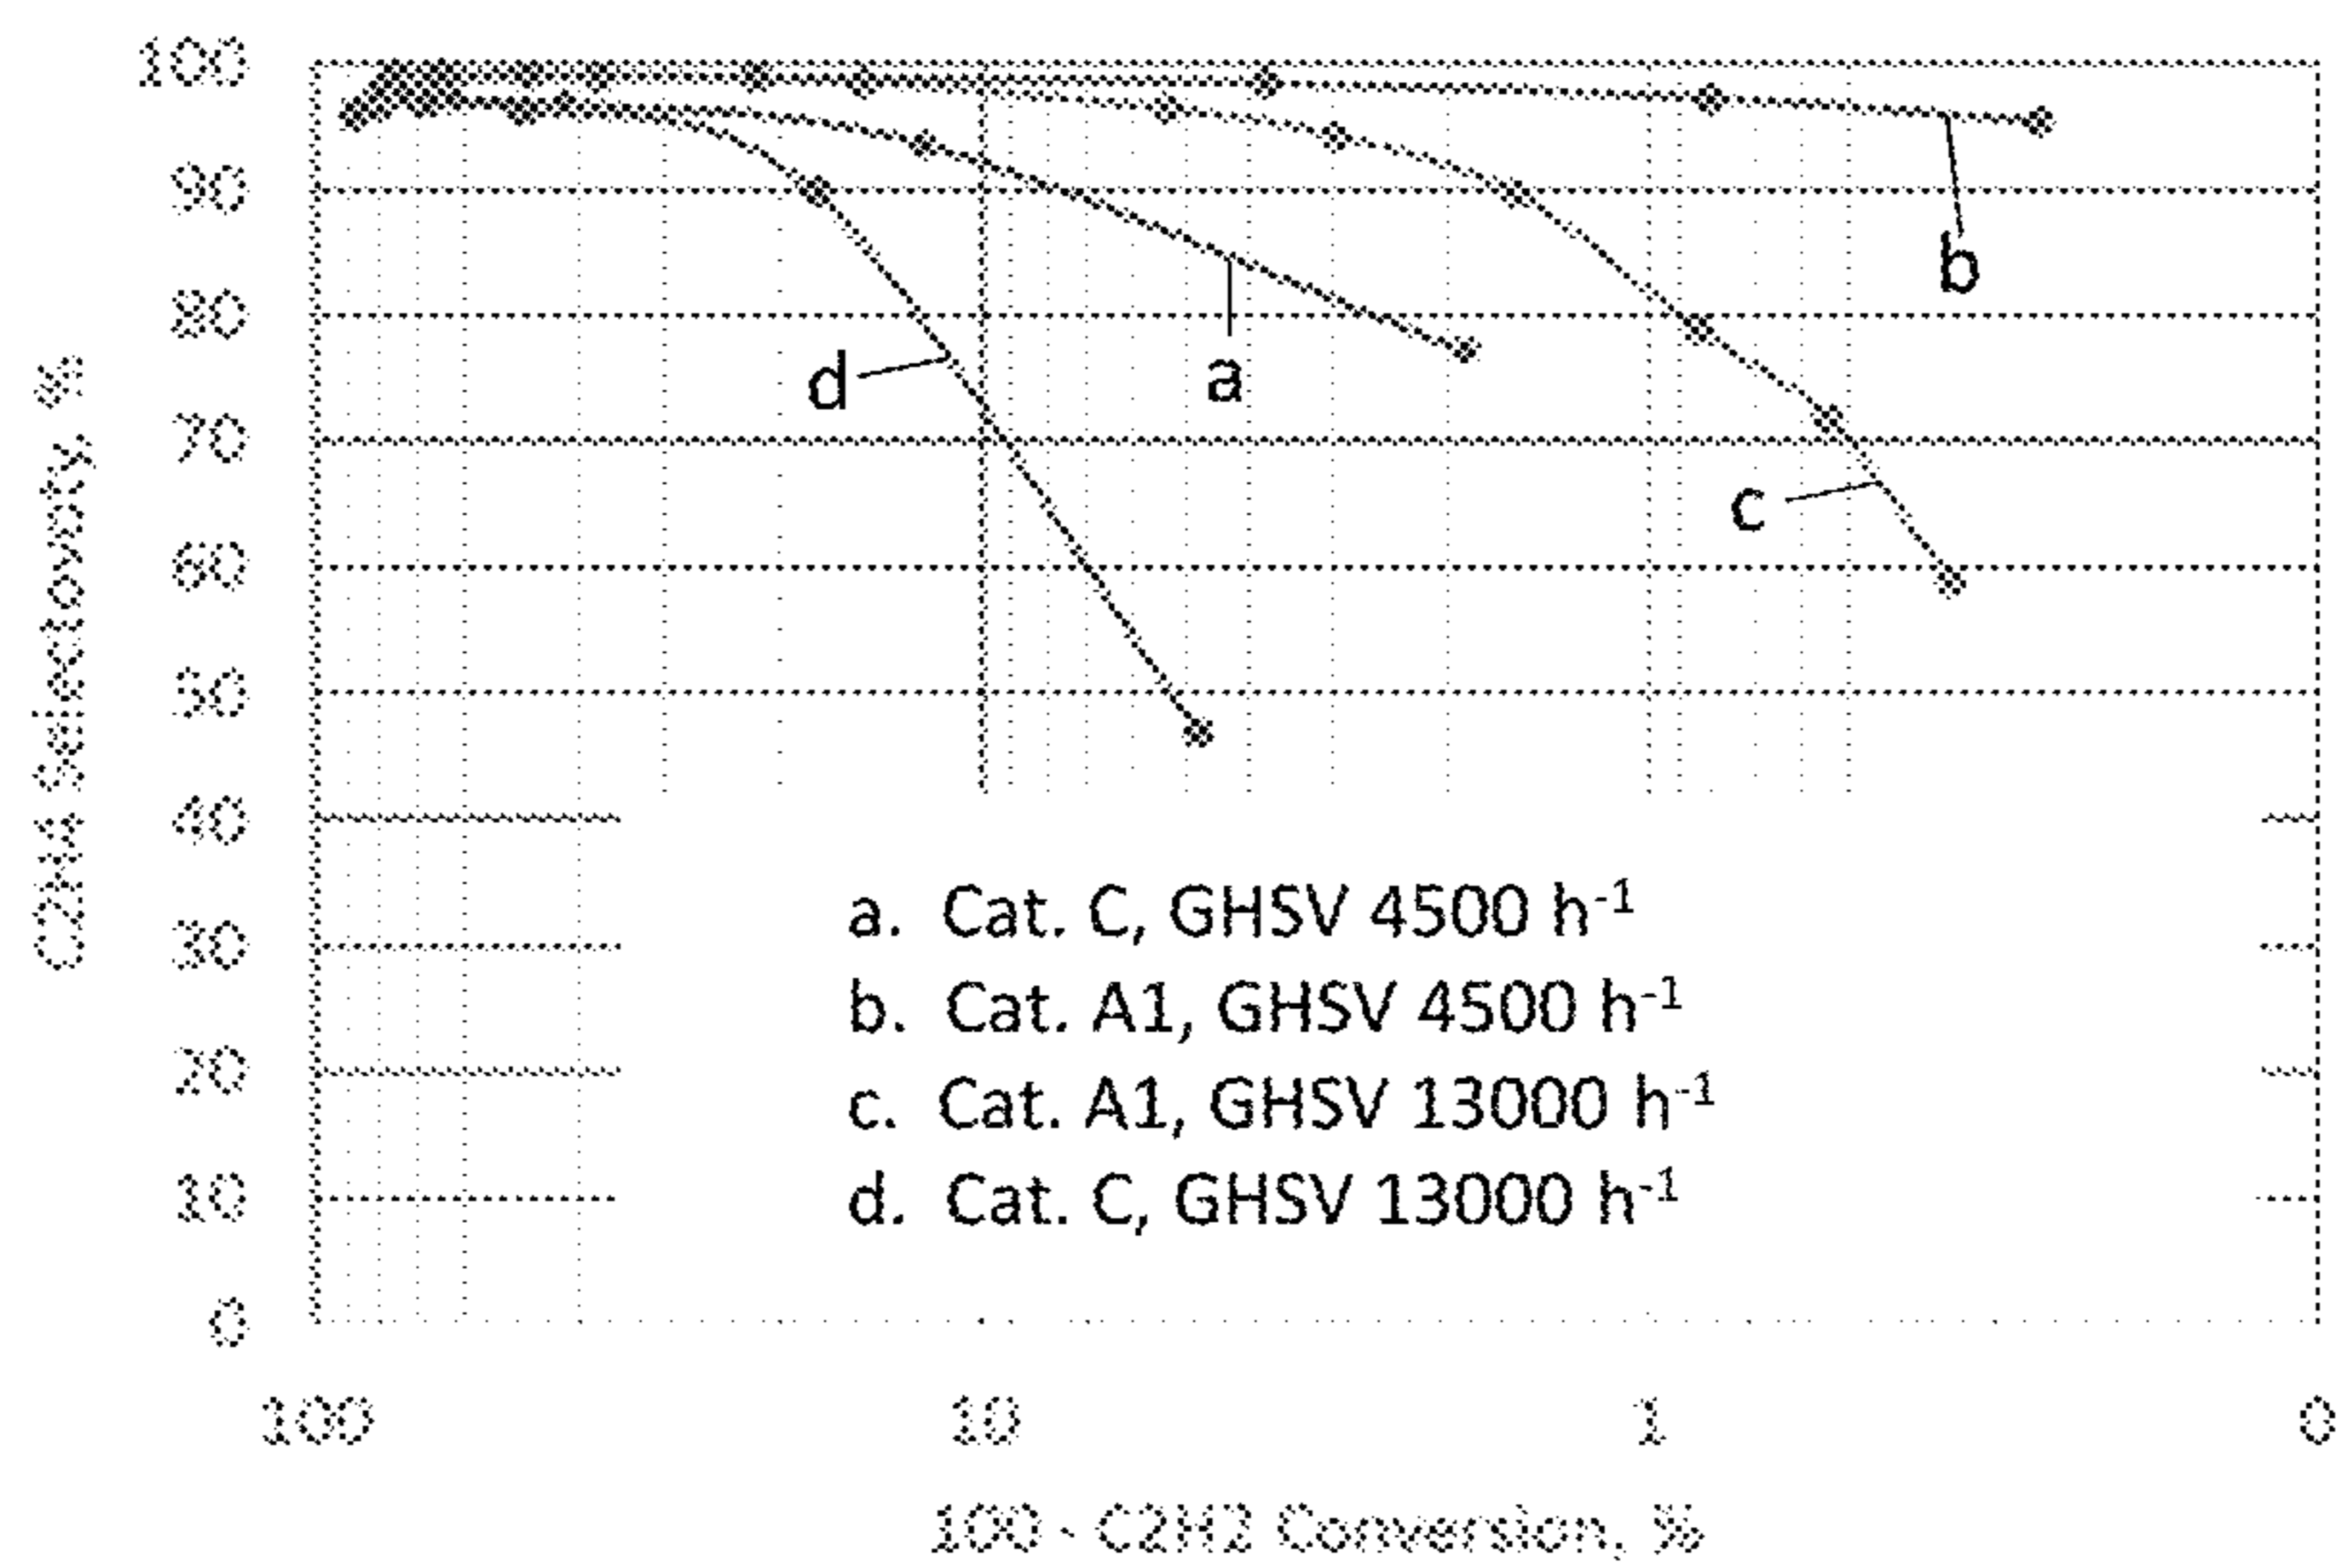 100
90
80
70
60
50
40
30
20
10
0
C2H4 Selectivity, %
b
a
d
c
a. Cat. C, GHSV 4500 h⁻¹
b. Cat. A1, GHSV 4500 h⁻¹
c. Cat. A1, GHSV 13000 h⁻¹
d. Cat. C, GHSV 13000 h⁻¹
100 10 1 0
100 - C2H2 Conversion, %